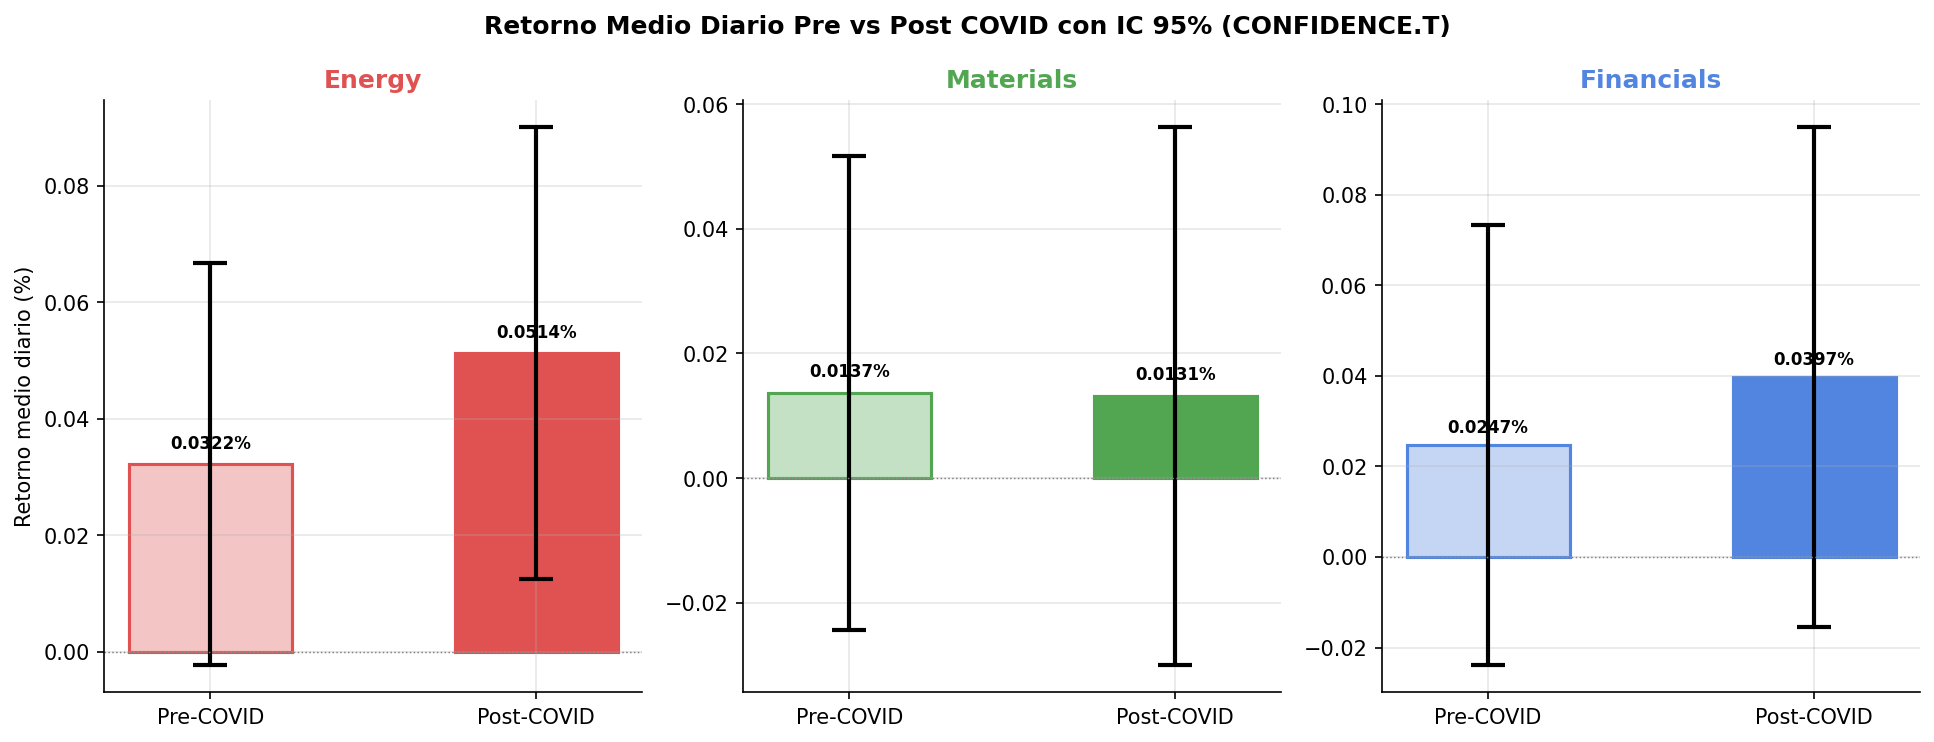 Retorno Medio Diario Pre vs Post COVID con IC 95% (CONFIDENCE.T)
Energy
Retorno medio diario (%)
0.08
0.06
0.04
0.02
0.00
0.0322%
0.0514%
Pre-COVID
Post-COVID
Materials
0.06
0.04
0.02
0.00
−0.02
0.0137%
0.0131%
Pre-COVID
Post-COVID
Financials
0.10
0.08
0.06
0.04
0.02
0.00
−0.02
0.0247%
0.0397%
Pre-COVID
Post-COVID